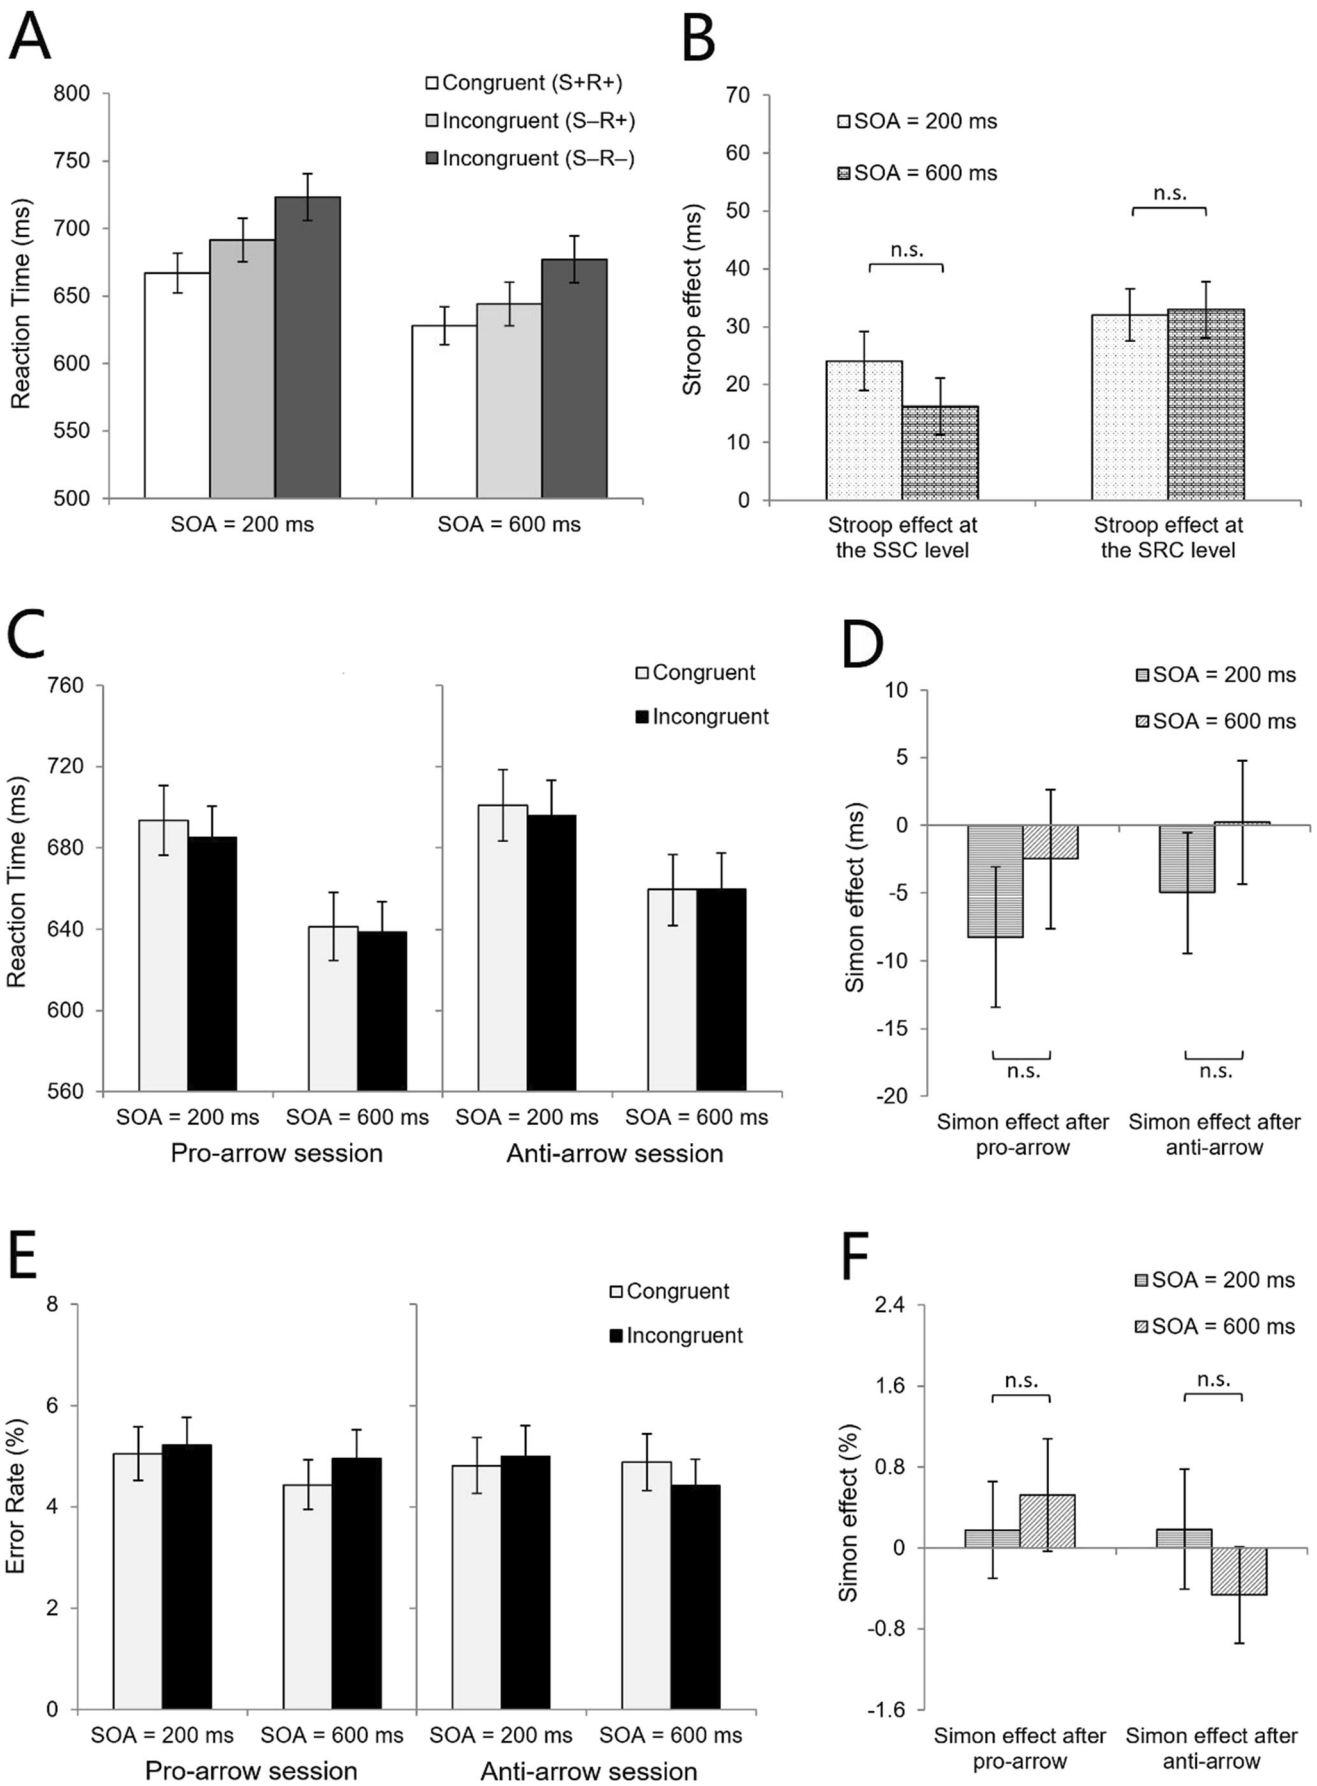 A
Congruent (S+R+)
Incongruent (S–R+)
Incongruent (S–R–)
Reaction Time (ms)
800
750
700
650
600
550
500
SOA = 200 ms
SOA = 600 ms
B
SOA = 200 ms
SOA = 600 ms
Stroop effect (ms)
70
60
50
40
30
20
10
0
n.s.
n.s.
Stroop effect at
the SSC level
Stroop effect at
the SRC level
C
Congruent
Incongruent
Reaction Time (ms)
760
720
680
640
600
560
SOA = 200 ms
SOA = 600 ms
SOA = 200 ms
SOA = 600 ms
Pro-arrow session
Anti-arrow session
D
SOA = 200 ms
SOA = 600 ms
Simon effect (ms)
10
5
0
-5
-10
-15
-20
n.s.
n.s.
Simon effect after
pro-arrow
Simon effect after
anti-arrow
E
Congruent
Incongruent
Error Rate (%)
8
6
4
2
0
SOA = 200 ms
SOA = 600 ms
SOA = 200 ms
SOA = 600 ms
Pro-arrow session
Anti-arrow session
F
SOA = 200 ms
SOA = 600 ms
Simon effect (%)
2.4
1.6
0.8
0
-0.8
-1.6
n.s.
n.s.
Simon effect after
pro-arrow
Simon effect after
anti-arrow